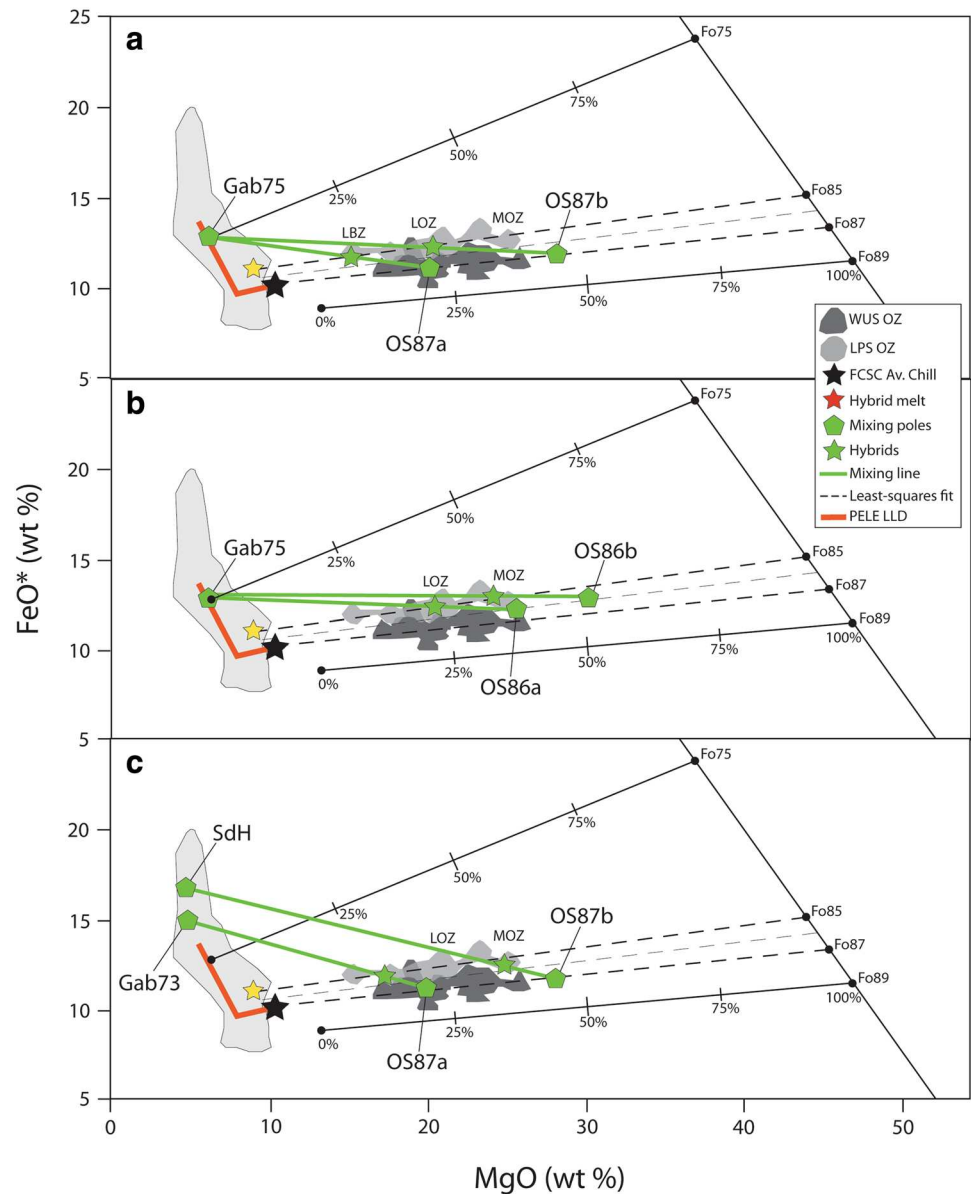 25
a
Fo75
20
75%
50%
15
Gab75
25%
LBZ
LOZ
MOZ
OS87b
Fo85
Fo87
Fo89
10
0%
25%
50%
75%
100%
OS87a
5
WUS OZ
LPS OZ
FCSC Av. Chill
Hybrid melt
Mixing poles
Hybrids
Mixing line
Least-squares fit
PELE LLD
b
Fo75
20
75%
50%
15
Gab75
25%
LOZ
MOZ
OS86b
Fo85
Fo87
Fo89
10
0%
25%
50%
75%
100%
OS86a
5
FeO* (wt %)
c
Fo75
20
SdH
75%
50%
15
25%
Gab73
LOZ
MOZ
OS87b
Fo85
Fo87
Fo89
10
0%
25%
50%
75%
100%
OS87a
5
0 10 20 30 40 50
MgO (wt %)